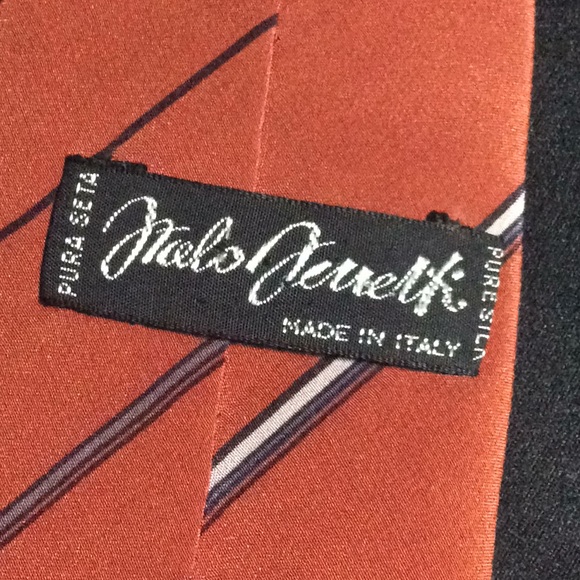 PURA SETA
Italo Ferretti
MADE IN ITALY
PURE SILK